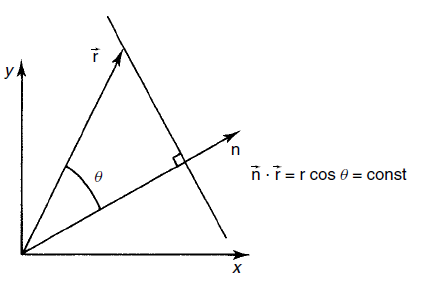 r⃗
y
θ
n
n⃗ · r⃗ = r cos θ = const
x